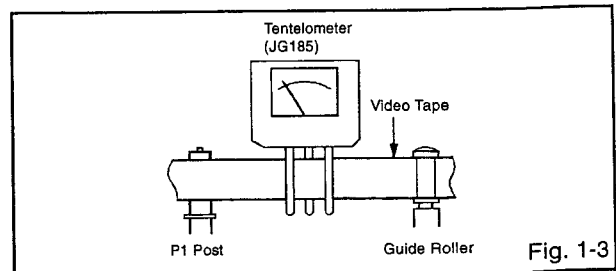 Tentelometer
(JG185)
Video Tape
P1 Post
Guide Roller
Fig. 1-3